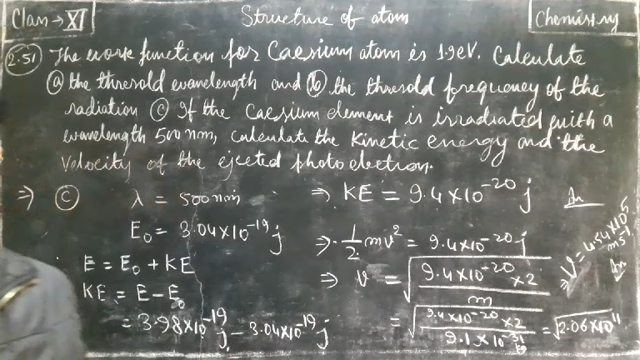 Class → XI
Structure of atom
Chemistry
2.51 The work function for Caesium atom is 1.9eV. Calculate
(a) the thresold wavelength and (b) the thresold frequency of the
radiation (c) If the Caesium element is irradiated with a
wavelength 500 nm, calculate the Kinetic energy and the
velocity of the ejected photoelectron.
⇒ (c) λ = 500nm
E₀ = 3.04×10⁻¹⁹ j
E = E₀ + KE
KE = E - E₀
= 3.98×10⁻¹⁹ j - 3.04×10⁻¹⁹ j
⇒ KE = 9.4×10⁻²⁰ j Ans
⇒ ½mv² = 9.4×10⁻²⁰ j
⇒ v = √(9.4×10⁻²⁰ ×2 / m)
= √(9.4×10⁻²⁰×2 / 9.1×10⁻³¹) = √2.06×10¹¹
⇒ V = 4.54×10⁵ ms⁻¹ Ans